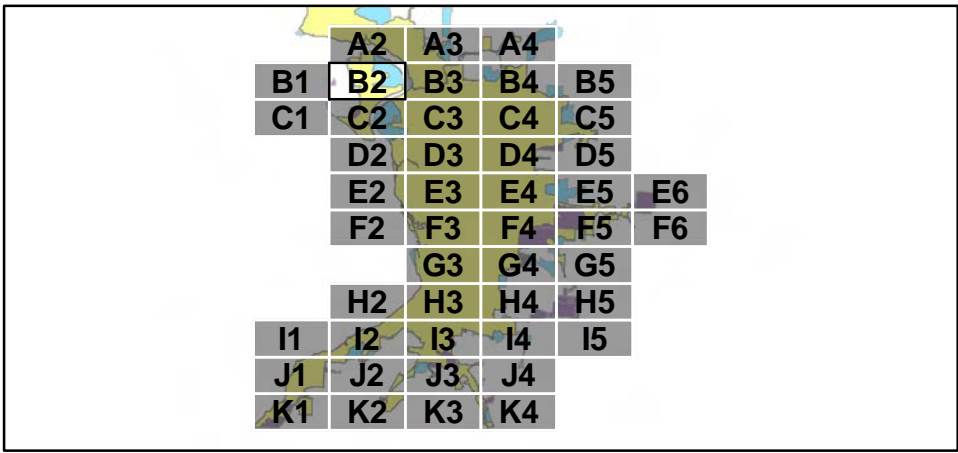 A2 A3 A4
B1 B2 B3 B4 B5
C1 C2 C3 C4 C5
D2 D3 D4 D5
E2 E3 E4 E5 E6
F2 F3 F4 F5 F6
G3 G4 G5
H2 H3 H4 H5
I1 I2 I3 I4 I5
J1 J2 J3 J4
K1 K2 K3 K4